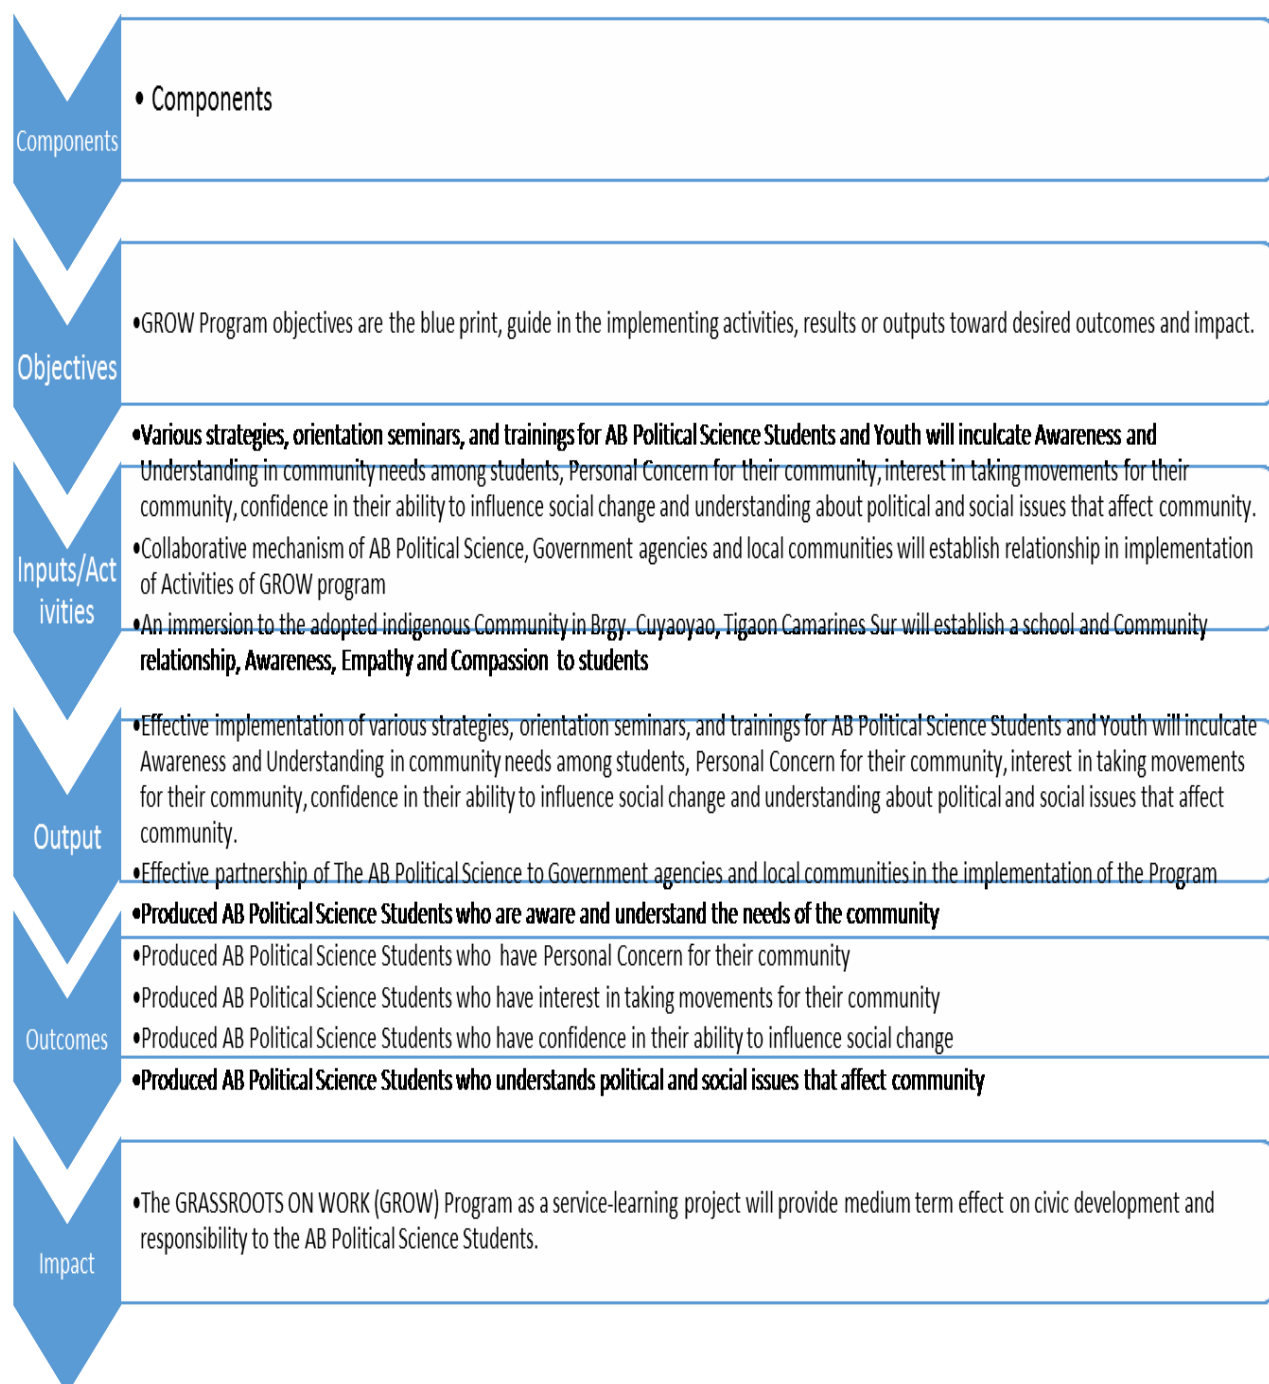 Components
• Components
Objectives
•GROW Program objectives are the blue print, guide in the implementing activities, results or outputs toward desired outcomes and impact.
Inputs/Act
ivities
•Various strategies, orientation seminars, and trainings for AB Political Science Students and Youth will inculcate Awareness and
Understanding in community needs among students, Personal Concern for their community, interest in taking movements for their
community, confidence in their ability to influence social change and understanding about political and social issues that affect community.
•Collaborative mechanism of AB Political Science, Government agencies and local communities will establish relationship in implementation
of Activities of GROW program
•An immersion to the adopted indigenous Community in Brgy. Cuyaoyao, Tigaon Camarines Sur will establish a school and Community
relationship, Awareness, Empathy and Compassion to students
Output
•Effective implementation of various strategies, orientation seminars, and trainings for AB Political Science Students and Youth will inculcate
Awareness and Understanding in community needs among students, Personal Concern for their community, interest in taking movements
for their community, confidence in their ability to influence social change and understanding about political and social issues that affect
community.
•Effective partnership of The AB Political Science to Government agencies and local communities in the implementation of the Program
Outcomes
•Produced AB Political Science Students who are aware and understand the needs of the community
•Produced AB Political Science Students who have Personal Concern for their community
•Produced AB Political Science Students who have interest in taking movements for their community
•Produced AB Political Science Students who have confidence in their ability to influence social change
•Produced AB Political Science Students who understands political and social issues that affect community
Impact
•The GRASSROOTS ON WORK (GROW) Program as a service-learning project will provide medium term effect on civic development and
responsibility to the AB Political Science Students.